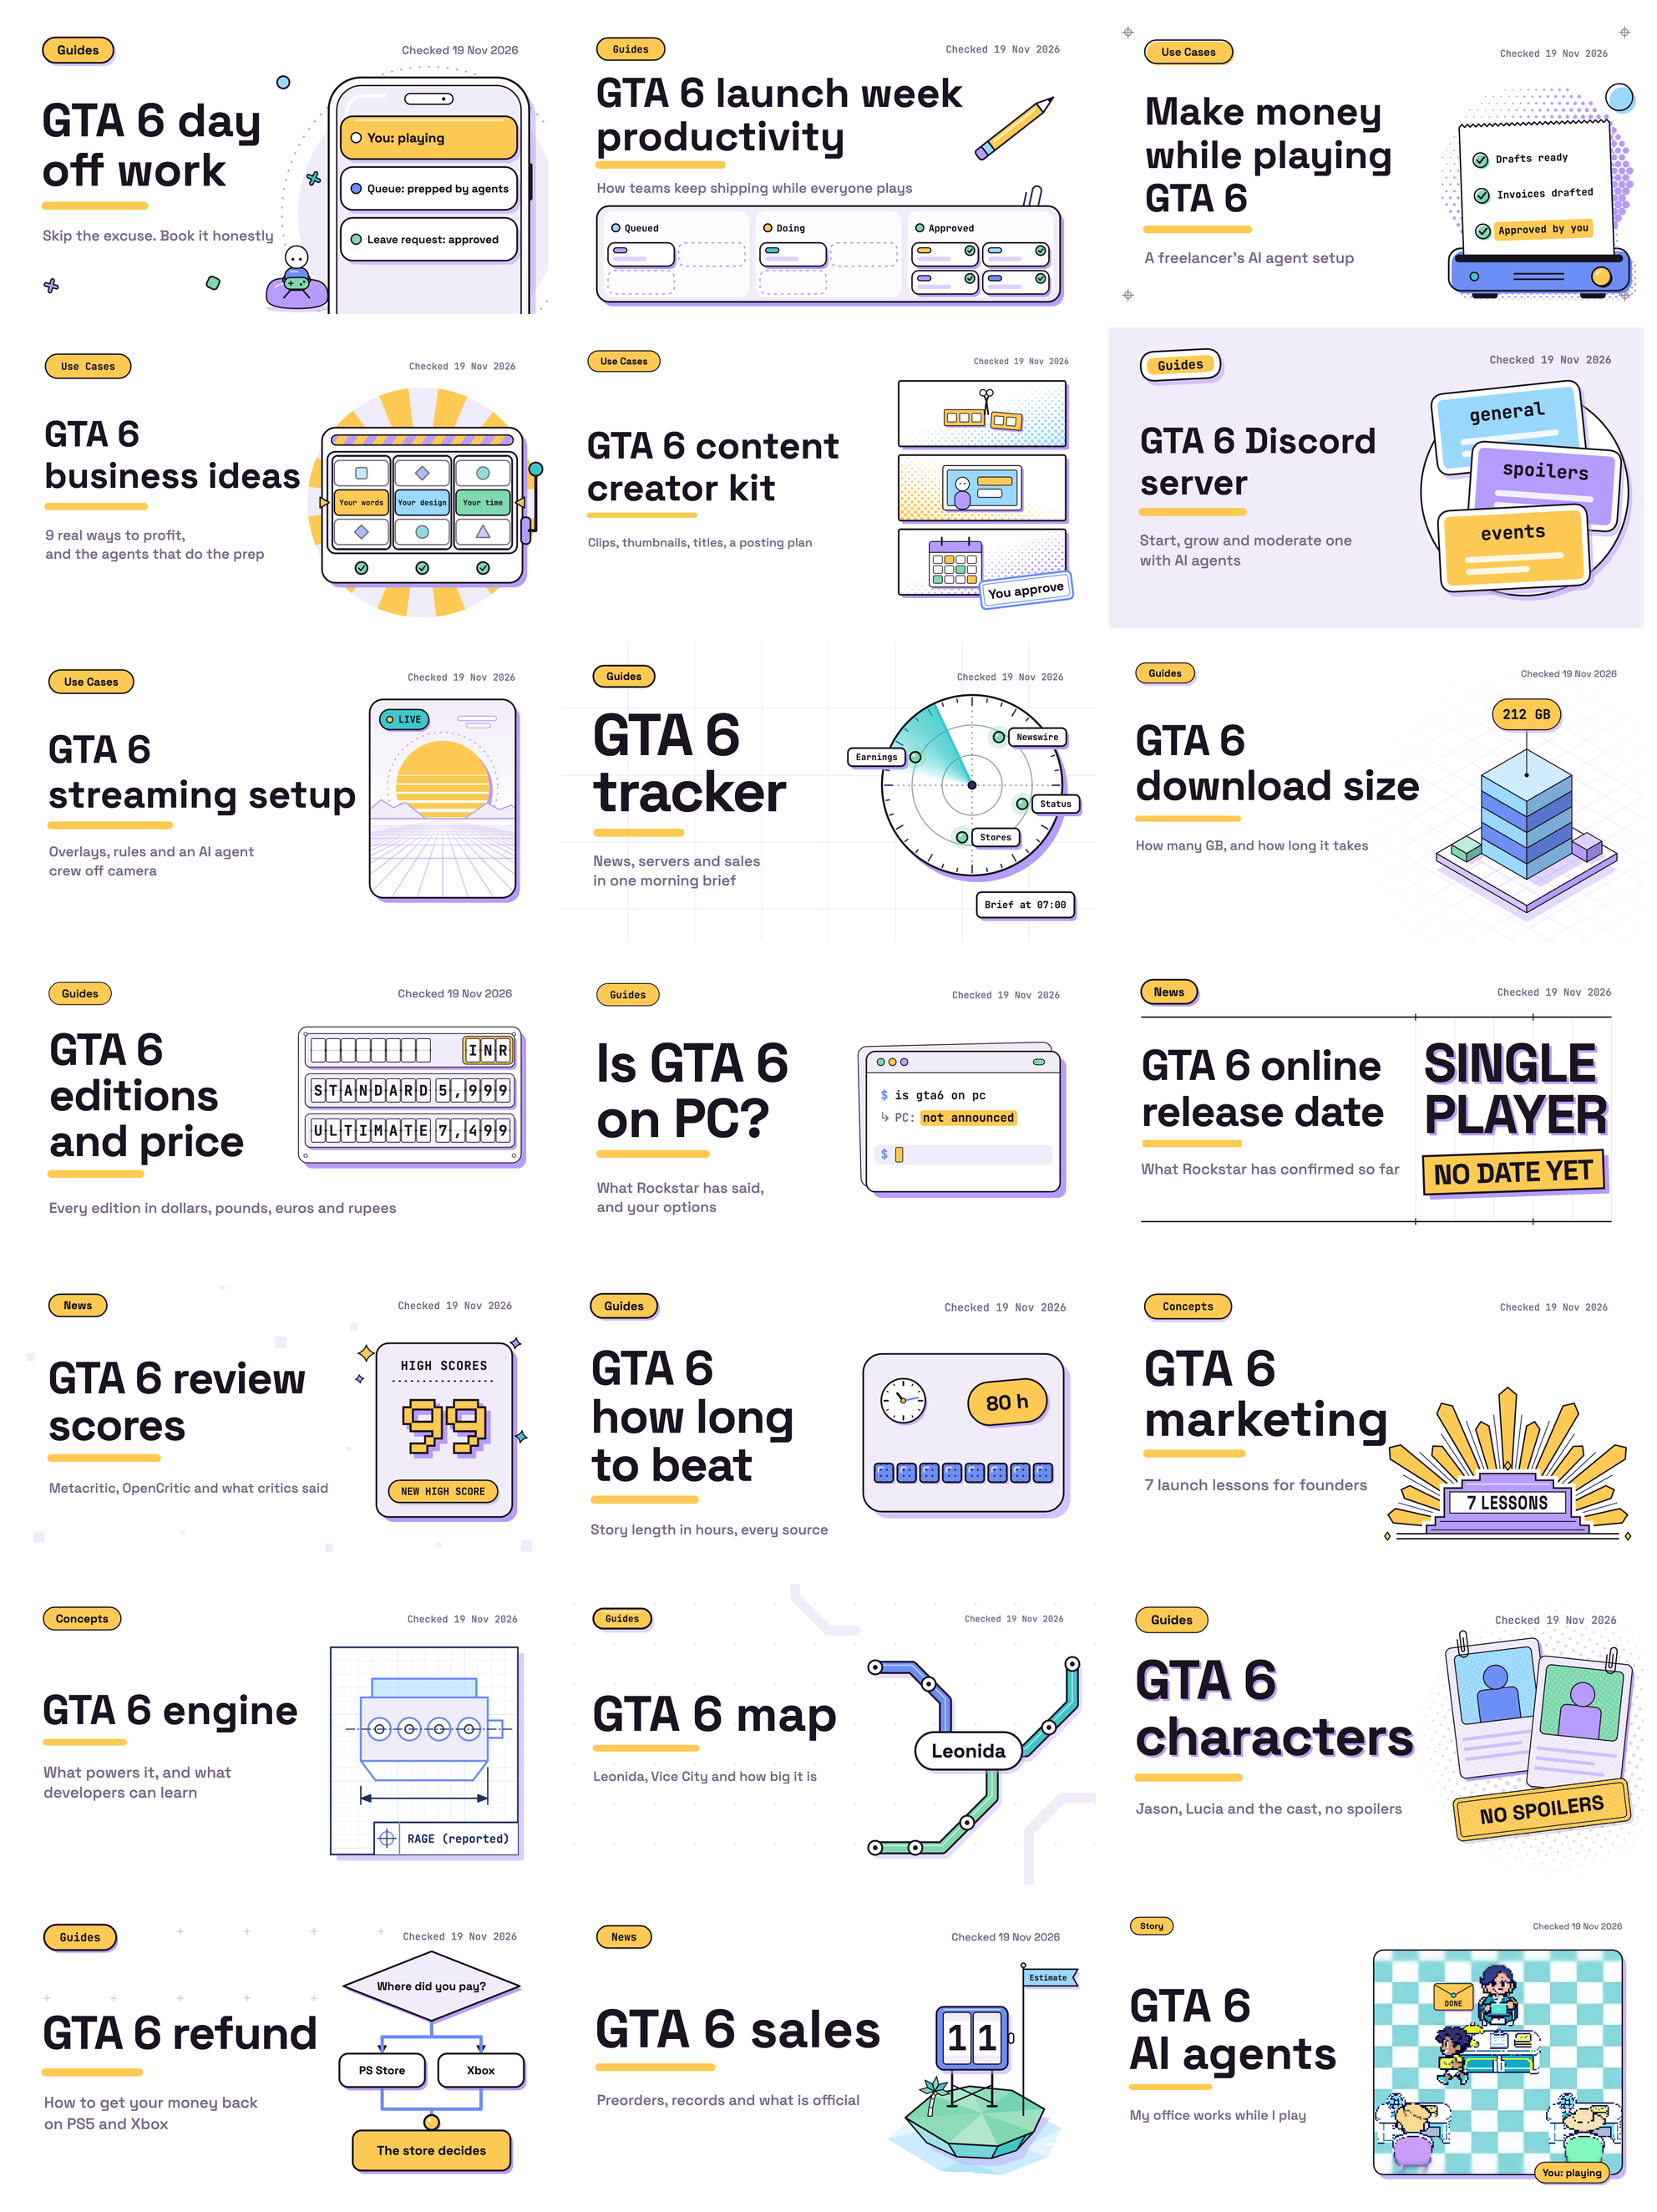 Guides
Checked 19 Nov 2026
GTA 6 day
off work
Skip the excuse. Book it honestly
You: playing
Queue: prepped by agents
Leave request: approved
Guides
Checked 19 Nov 2026
GTA 6 launch week
productivity
How teams keep shipping while everyone plays
Queued
Doing
Approved
Use Cases
Checked 19 Nov 2026
Make money
while playing
GTA 6
A freelancer's AI agent setup
Drafts ready
Invoices drafted
Approved by you
Use Cases
Checked 19 Nov 2026
GTA 6
business ideas
9 real ways to profit,
and the agents that do the prep
Your words
Your design
Your time
Use Cases
Checked 19 Nov 2026
GTA 6 content
creator kit
Clips, thumbnails, titles, a posting plan
You approve
Guides
Checked 19 Nov 2026
GTA 6 Discord
server
Start, grow and moderate one
with AI agents
general
spoilers
events
Use Cases
Checked 19 Nov 2026
GTA 6
streaming setup
Overlays, rules and an AI agent
crew off camera
LIVE
Guides
Checked 19 Nov 2026
GTA 6
tracker
News, servers and sales
in one morning brief
Newswire
Earnings
Status
Stores
Brief at 07:00
Guides
Checked 19 Nov 2026
GTA 6
download size
How many GB, and how long it takes
212 GB
Guides
Checked 19 Nov 2026
GTA 6
editions
and price
Every edition in dollars, pounds, euros and rupees
INR
STANDARD 5,999
ULTIMATE 7,499
Guides
Checked 19 Nov 2026
Is GTA 6
on PC?
What Rockstar has said,
and your options
$ is gta6 on pc
↳ PC: not announced
$
News
Checked 19 Nov 2026
GTA 6 online
release date
What Rockstar has confirmed so far
SINGLE
PLAYER
NO DATE YET
News
Checked 19 Nov 2026
GTA 6 review
scores
Metacritic, OpenCritic and what critics said
HIGH SCORES
99
NEW HIGH SCORE
Guides
Checked 19 Nov 2026
GTA 6
how long
to beat
Story length in hours, every source
80 h
Concepts
Checked 19 Nov 2026
GTA 6
marketing
7 launch lessons for founders
7 LESSONS
Concepts
Checked 19 Nov 2026
GTA 6 engine
What powers it, and what
developers can learn
RAGE (reported)
Guides
Checked 19 Nov 2026
GTA 6 map
Leonida, Vice City and how big it is
Leonida
Guides
Checked 19 Nov 2026
GTA 6
characters
Jason, Lucia and the cast, no spoilers
NO SPOILERS
Guides
Checked 19 Nov 2026
GTA 6 refund
How to get your money back
on PS5 and Xbox
Where did you pay?
PS Store
Xbox
The store decides
News
Checked 19 Nov 2026
GTA 6 sales
Preorders, records and what is official
Estimate
11
Story
Checked 19 Nov 2026
GTA 6
AI agents
My office works while I play
DONE
You: playing